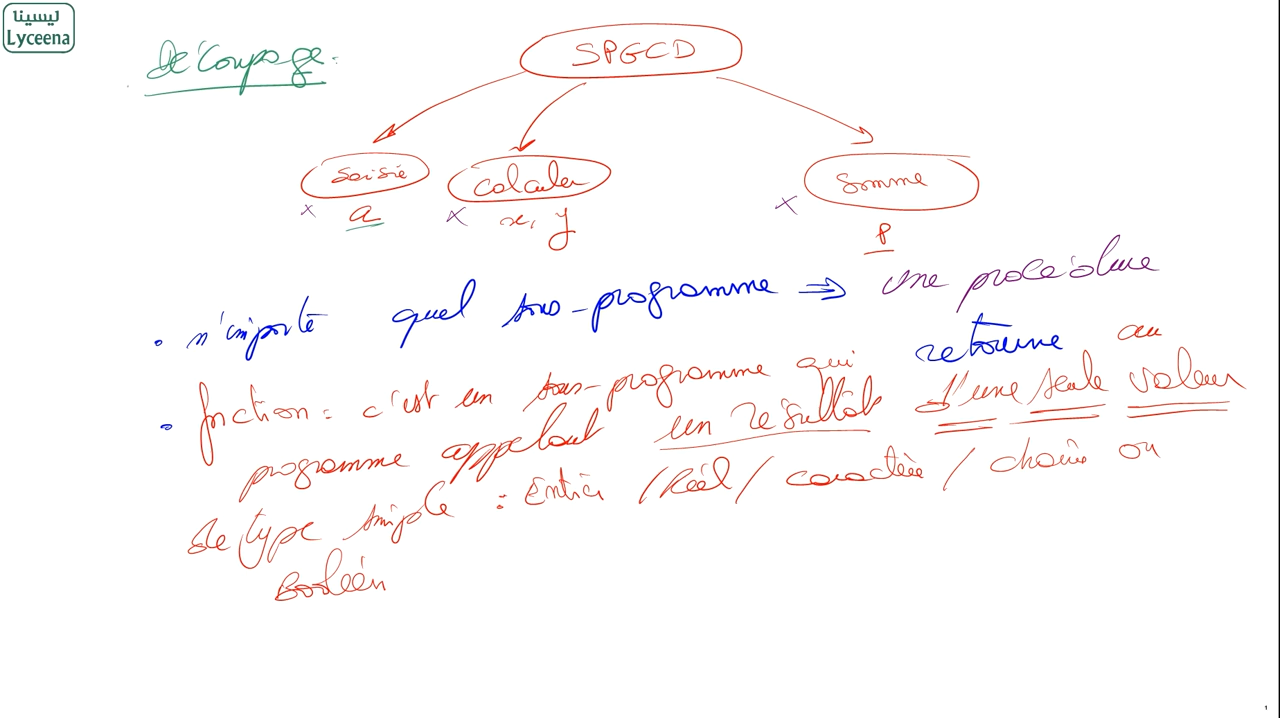 ليسينا
Lyceena
Découpage.
SPGCD
Saisie
Calculer
Somme
x a
x x, y
x p
• n'importe quel sous-programme => une procédure
• fonction : c'est un sous-programme qui retourne au
programme appelant un résultat d'une seule valeur
de type simple : Entier / Réel / caractère / chaîne ou
Booléen